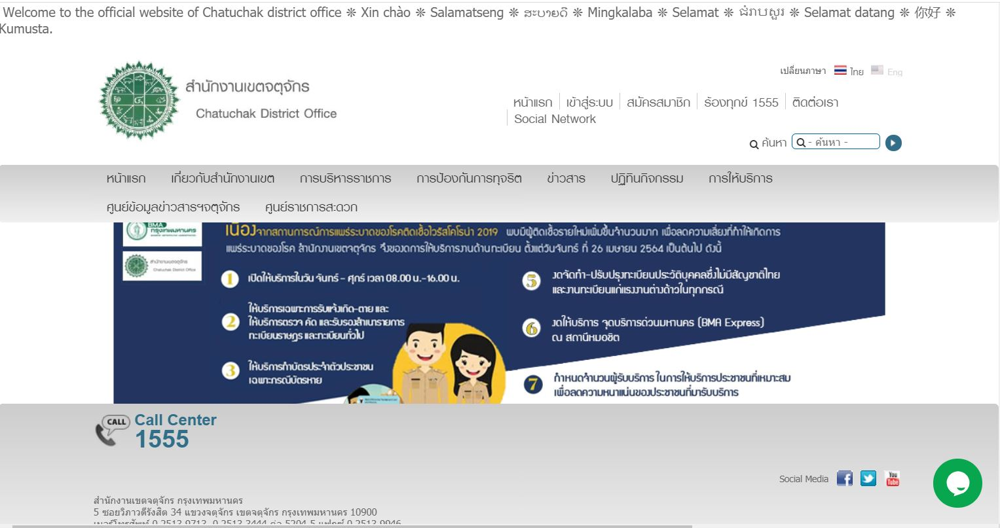 Welcome to the official website of Chatuchak district office ❊ Xin chào ❊ Salamatseng ❊ ສະບາຍດີ ❊ Mingkalaba ❊ Selamat ❊ ជំរាបសួរ ❊ Selamat datang ❊ 你好 ❊
Kumusta.
เปลี่ยนภาษา ไทย Eng
สำนักงานเขตจตุจักร
Chatuchak District Office
หน้าแรก เข้าสู่ระบบ สมัครสมาชิก ร้องทุกข์ 1555 ติดต่อเรา
Social Network
ค้นหา - ค้นหา -
หน้าแรก เกี่ยวกับสำนักงานเขต การบริหารราชการ การป้องกันการทุจริต ข่าวสาร ปฏิทินกิจกรรม การให้บริการ
ศูนย์ข้อมูลข่าวสารฯจตุจักร ศูนย์ราชการสะดวก
BMA
กรุงเทพมหานคร
สำนักงานเขตจตุจักร
Chatuchak District Office
เนื่องจากสถานการณ์การแพร่ระบาดของโรคติดเชื้อไวรัสโคโรน่า 2019 พบมีผู้ติดเชื้อรายใหม่เพิ่มขึ้นจำนวนมาก เพื่อลดความเสี่ยงที่ทำให้เกิดการ
แพร่ระบาดของโรค สำนักงานเขตจตุจักร จึงของดการให้บริการงานด้านทะเบียน ตั้งแต่วันจันทร์ ที่ 26 เมษายน 2564 เป็นต้นไป ดังนี้
1 เปิดให้บริการในวัน จันทร์ - ศุกร์ เวลา 08.00 น.-16.00 น.
2 ให้บริการเฉพาะการรับแจ้งเกิด-ตาย และ
ให้บริการตรวจ คัด และรับรองสำเนารายการ
ทะเบียนราษฎร และทะเบียนทั่วไป
3 ให้บริการทำบัตรประจำตัวประชาชน
เฉพาะกรณีบัตรหาย
5 งดจัดทำ-ปรับปรุงทะเบียนประวัติบุคคลซึ่งไม่มีสัญชาติไทย
และงานทะเบียนแก่แรงงานต่างด้าวในทุกกรณี
6 งดให้บริการ จุดบริการด่วนมหานคร (BMA Express)
ณ สถานีหมอชิต
7 กำหนดจำนวนผู้รับบริการ ในการให้บริการประชาชนที่เหมาะสม
เพื่อลดความหนาแน่นของประชาชนที่มารับบริการ
CALL
Call Center
1555
Social Media
You
Tube
สำนักงานเขตจตุจักร กรุงเทพมหานคร
5 ซอยวิภาวดีรังสิต 34 แขวงจตุจักร เขตจตุจักร กรุงเทพมหานคร 10900
เบอร์โทรศัพท์ 0 2513 9713, 0 2513 3444 ต่อ 5204-5 แฟกซ์ 0 2513 9946